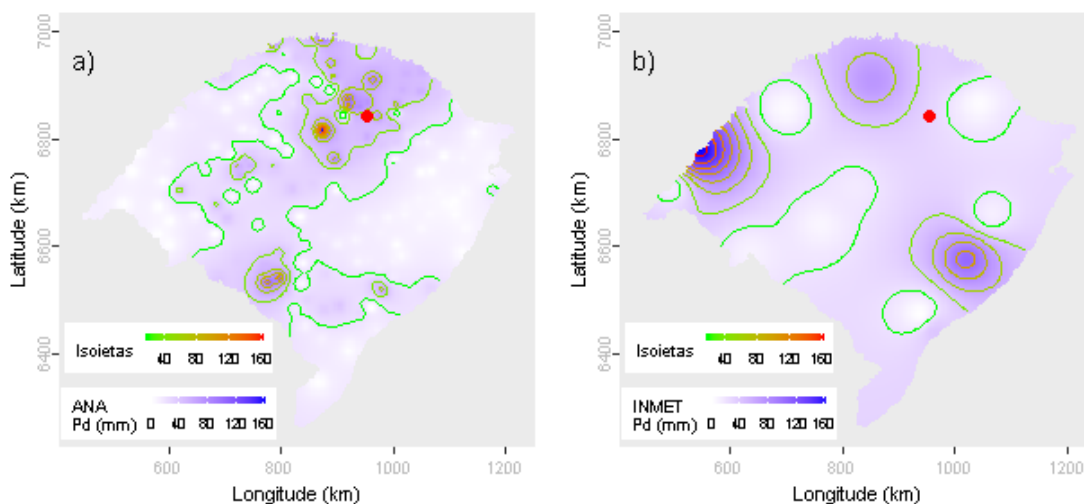 a)
Latitude (km)
7000
6800
6600
6400
Isoietas
40 80 120 160
ANA
Pd (mm) 0 40 80 120 160
600 800 1000 1200
Longitude (km)
b)
Latitude (km)
7000
6800
6600
6400
Isoietas
40 80 120 160
INMET
Pd (mm) 0 40 80 120 160
600 800 1000 1200
Longitude (km)